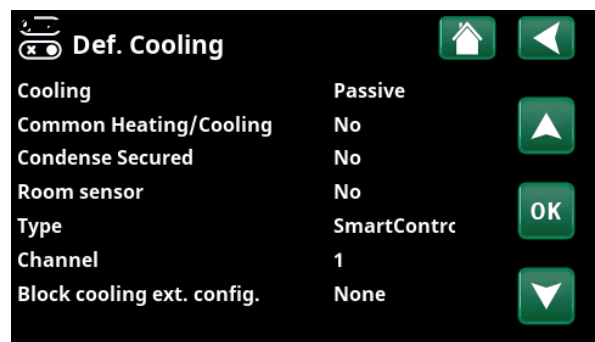 Def. Cooling
Cooling Passive
Common Heating/Cooling No
Condense Secured No
Room sensor No
Type SmartContro
Channel 1
Block cooling ext. config. None
OK